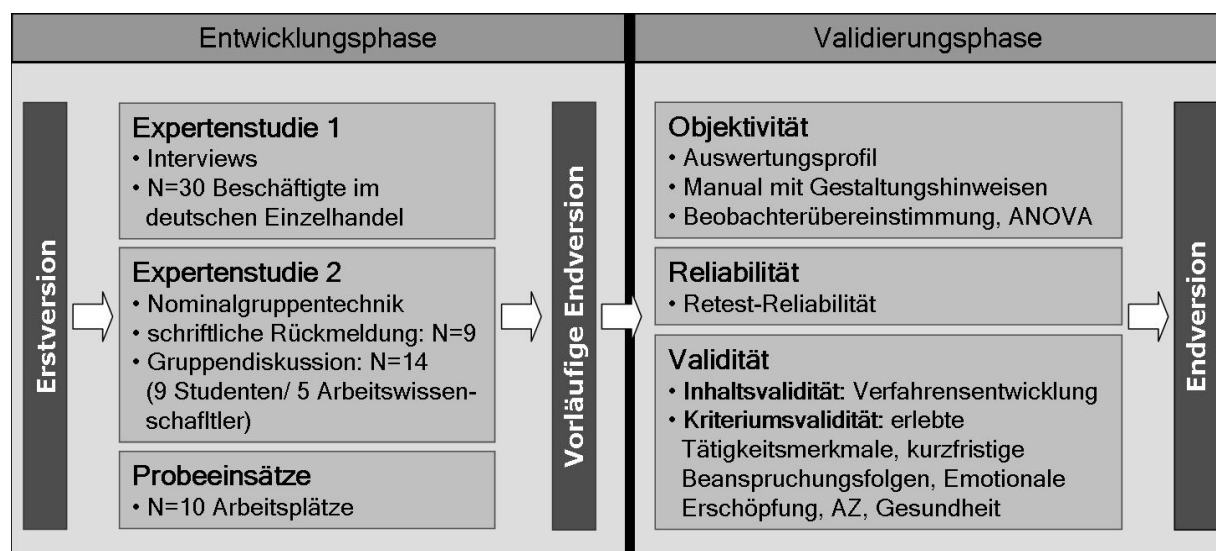 Entwicklungsphase
Erstversion
Expertenstudie 1
• Interviews
• N=30 Beschäftigte im
deutschen Einzelhandel
Expertenstudie 2
• Nominalgruppentechnik
• schriftliche Rückmeldung: N=9
• Gruppendiskussion: N=14
(9 Studenten/ 5 Arbeitswissen-
schafltler)
Probeeinsätze
• N=10 Arbeitsplätze
Vorläufige Endversion
Validierungsphase
Objektivität
• Auswertungsprofil
• Manual mit Gestaltungshinweisen
• Beobachterübereinstimmung, ANOVA
Reliabilität
• Retest-Reliabilität
Validität
• Inhaltsvalidität: Verfahrensentwicklung
• Kriteriumsvalidität: erlebte
Tätigkeitsmerkmale, kurzfristige
Beanspruchungsfolgen, Emotionale
Erschöpfung, AZ, Gesundheit
Endversion